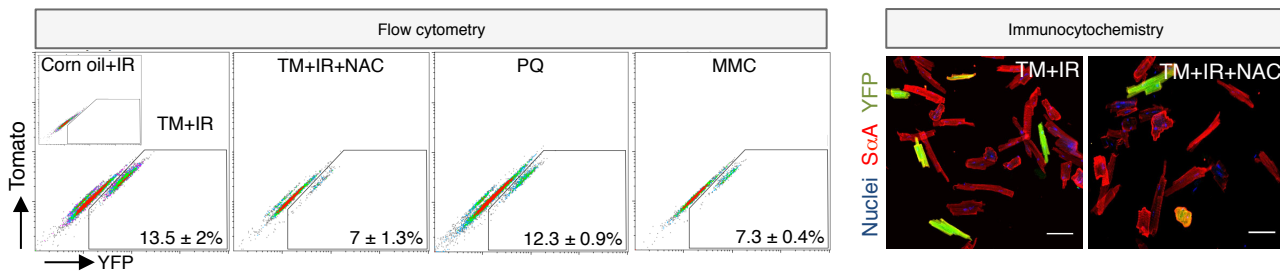 Flow cytometry
Immunocytochemistry
Corn oil+IR
TM+IR
TM+IR+NAC
PQ
MMC
TM+IR
TM+IR+NAC
Tomato
Nuclei SαA YFP
13.5 ± 2%
7 ± 1.3%
12.3 ± 0.9%
7.3 ± 0.4%
YFP